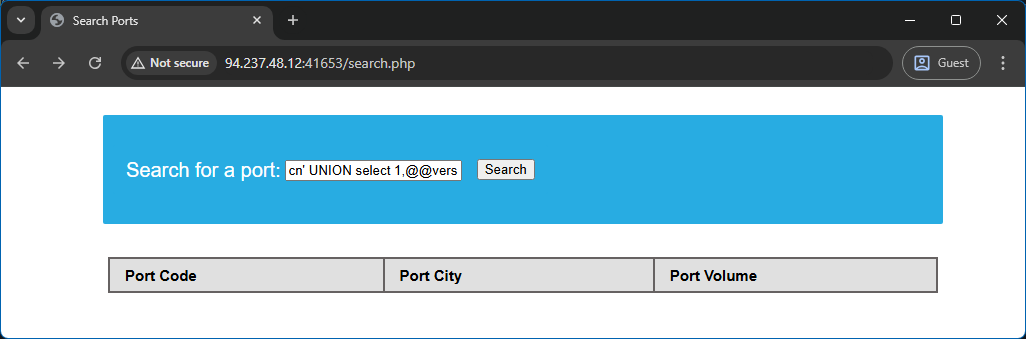 Search Ports
Not secure 94.237.48.12:41653/search.php Guest
Search for a port: cn' UNION select 1,@@vers Search
Port Code Port City Port Volume